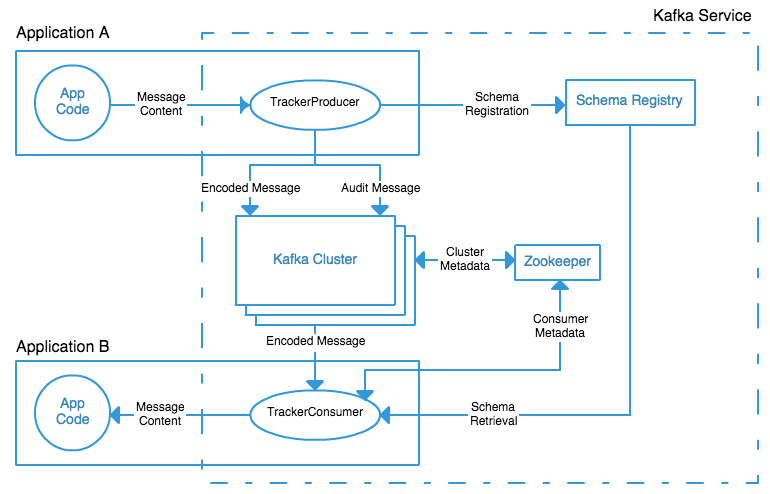 Kafka Service
Application A
App
Code
Message
Content
TrackerProducer
Schema
Registration
Schema Registry
Encoded Message
Audit Message
Kafka Cluster
Cluster
Metadata
Zookeeper
Consumer
Metadata
Encoded Message
Application B
App
Code
Message
Content
TrackerConsumer
Schema
Retrieval